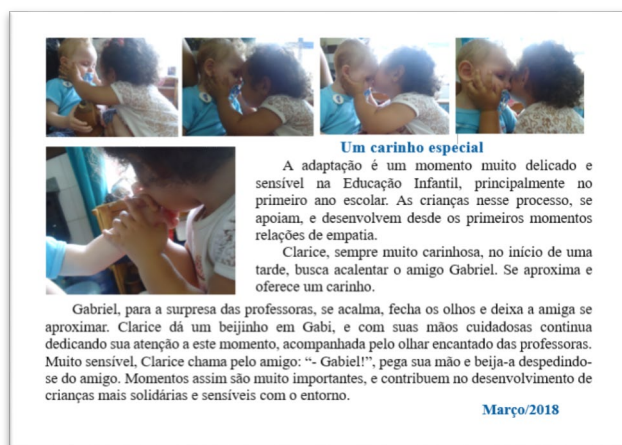 Um carinho especial
A adaptação é um momento muito delicado e
sensível na Educação Infantil, principalmente no
primeiro ano escolar. As crianças nesse processo, se
apoiam, e desenvolvem desde os primeiros momentos
relações de empatia.
Clarice, sempre muito carinhosa, no início de uma
tarde, busca acalentar o amigo Gabriel. Se aproxima e
oferece um carinho.
Gabriel, para a surpresa das professoras, se acalma, fecha os olhos e deixa a amiga se
aproximar. Clarice dá um beijinho em Gabi, e com suas mãos cuidadosas continua
dedicando sua atenção a este momento, acompanhada pelo olhar encantado das professoras.
Muito sensível, Clarice chama pelo amigo: “- Gabiel!”, pega sua mão e beija-a despedindo-
se do amigo. Momentos assim são muito importantes, e contribuem no desenvolvimento de
crianças mais solidárias e sensíveis com o entorno.
Março/2018